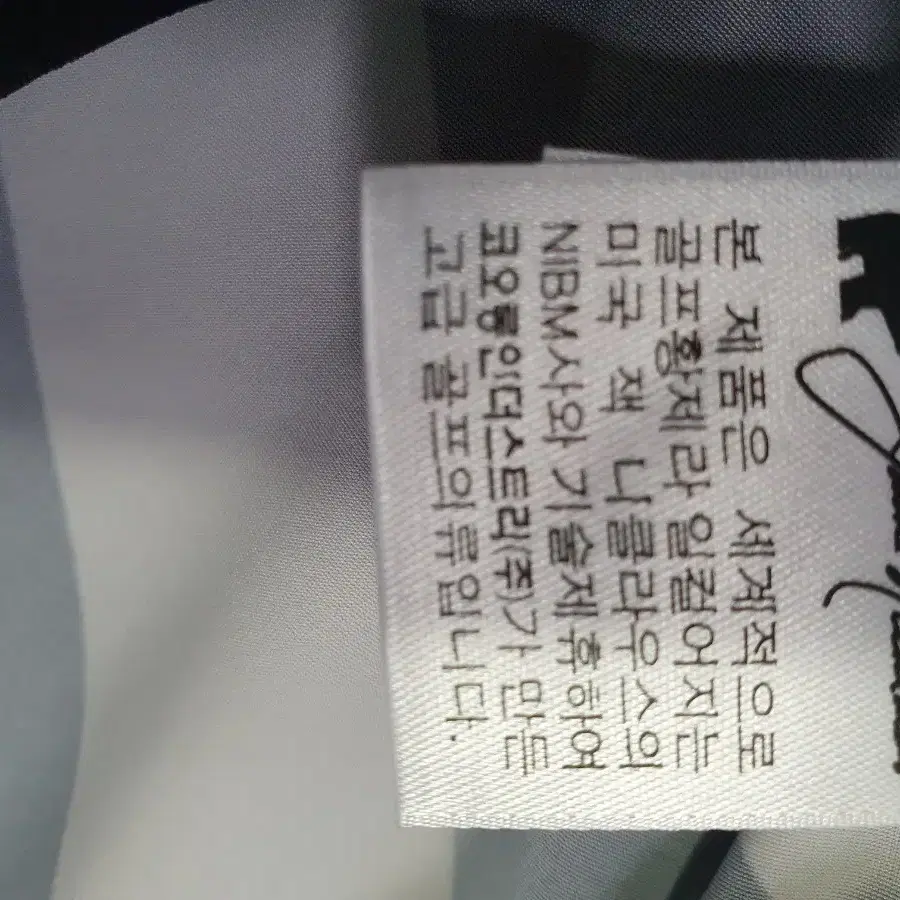 본 제품은 세계적으로
골프황제라 일컬어지는
미국 잭 니클라우스의
NIBM사와 기술제휴하여
코오롱인더스트리(주)가 만든
고급 골프의류입니다.